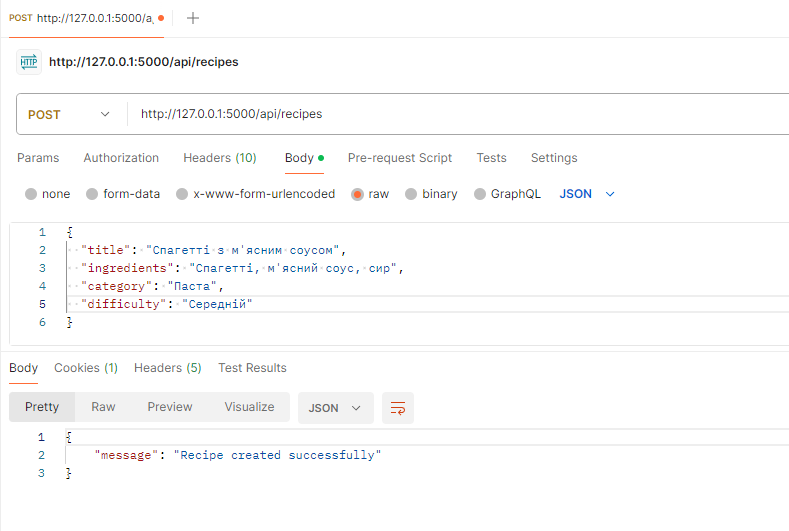 POST http://127.0.0.1:5000/a
HTTP http://127.0.0.1:5000/api/recipes
POST http://127.0.0.1:5000/api/recipes
Params Authorization Headers (10) Body Pre-request Script Tests Settings
none form-data x-www-form-urlencoded raw binary GraphQL JSON
1 {
2 "title": "Спагетті з м'ясним соусом",
3 "ingredients": "Спагетті, м'ясний соус, сир",
4 "category": "Паста",
5 "difficulty": "Середній"
6 }
Body Cookies (1) Headers (5) Test Results
Pretty Raw Preview Visualize JSON
1 {
2 "message": "Recipe created successfully"
3 }